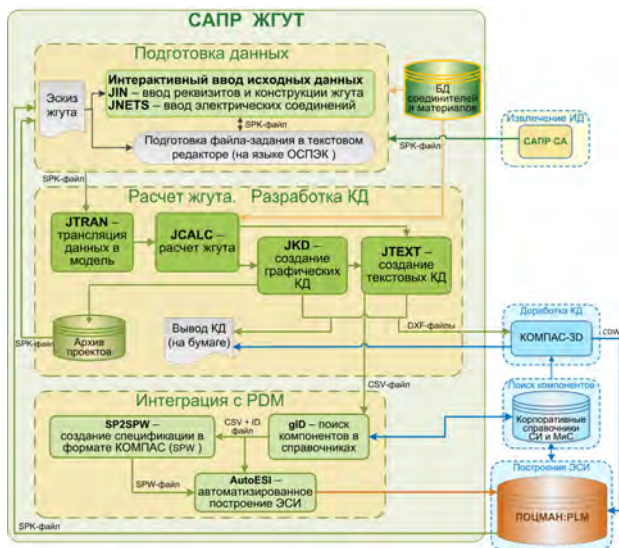 САПР ЖГУТ
Подготовка данных
Эскиз
жгута
Интерактивный ввод исходных данных
JIN – ввод реквизитов и конструкции жгута
JNETS – ввод электрических соединений
SPK-файл
Подготовка файла-задания в текстовом
редакторе (на языке ОСПЭК )
БД
соединителей
и материалов
SPK-файл
Извлечение ИД
САПР СА
SPK-файл
Расчет жгута. Разработка КД
JTRAN –
трансляция
данных в
модель
JCALC –
расчет жгута
JKD –
создание
графических
КД
JTEXT –
создание
текстовых КД
SPK-файл
Архив
проектов
Вывод КД
(на бумаге)
DXF-файлы
Доработка КД
КОМПАС-3D
CDW
CSV-файл
Поиск компонентов
Корпоративные
справочники
СИ и МиС
Интеграция с PDM
SP2SPW –
создание спецификации в
формате КОМПАС (SPW)
CSV + ID
файл
gID – поиск
компонентов в
справочниках
SPW-файл
AutoESI –
автоматизированное
построение ЭСИ
Построение ЭСИ
ЛОЦМАН:PLM
SPK-файл